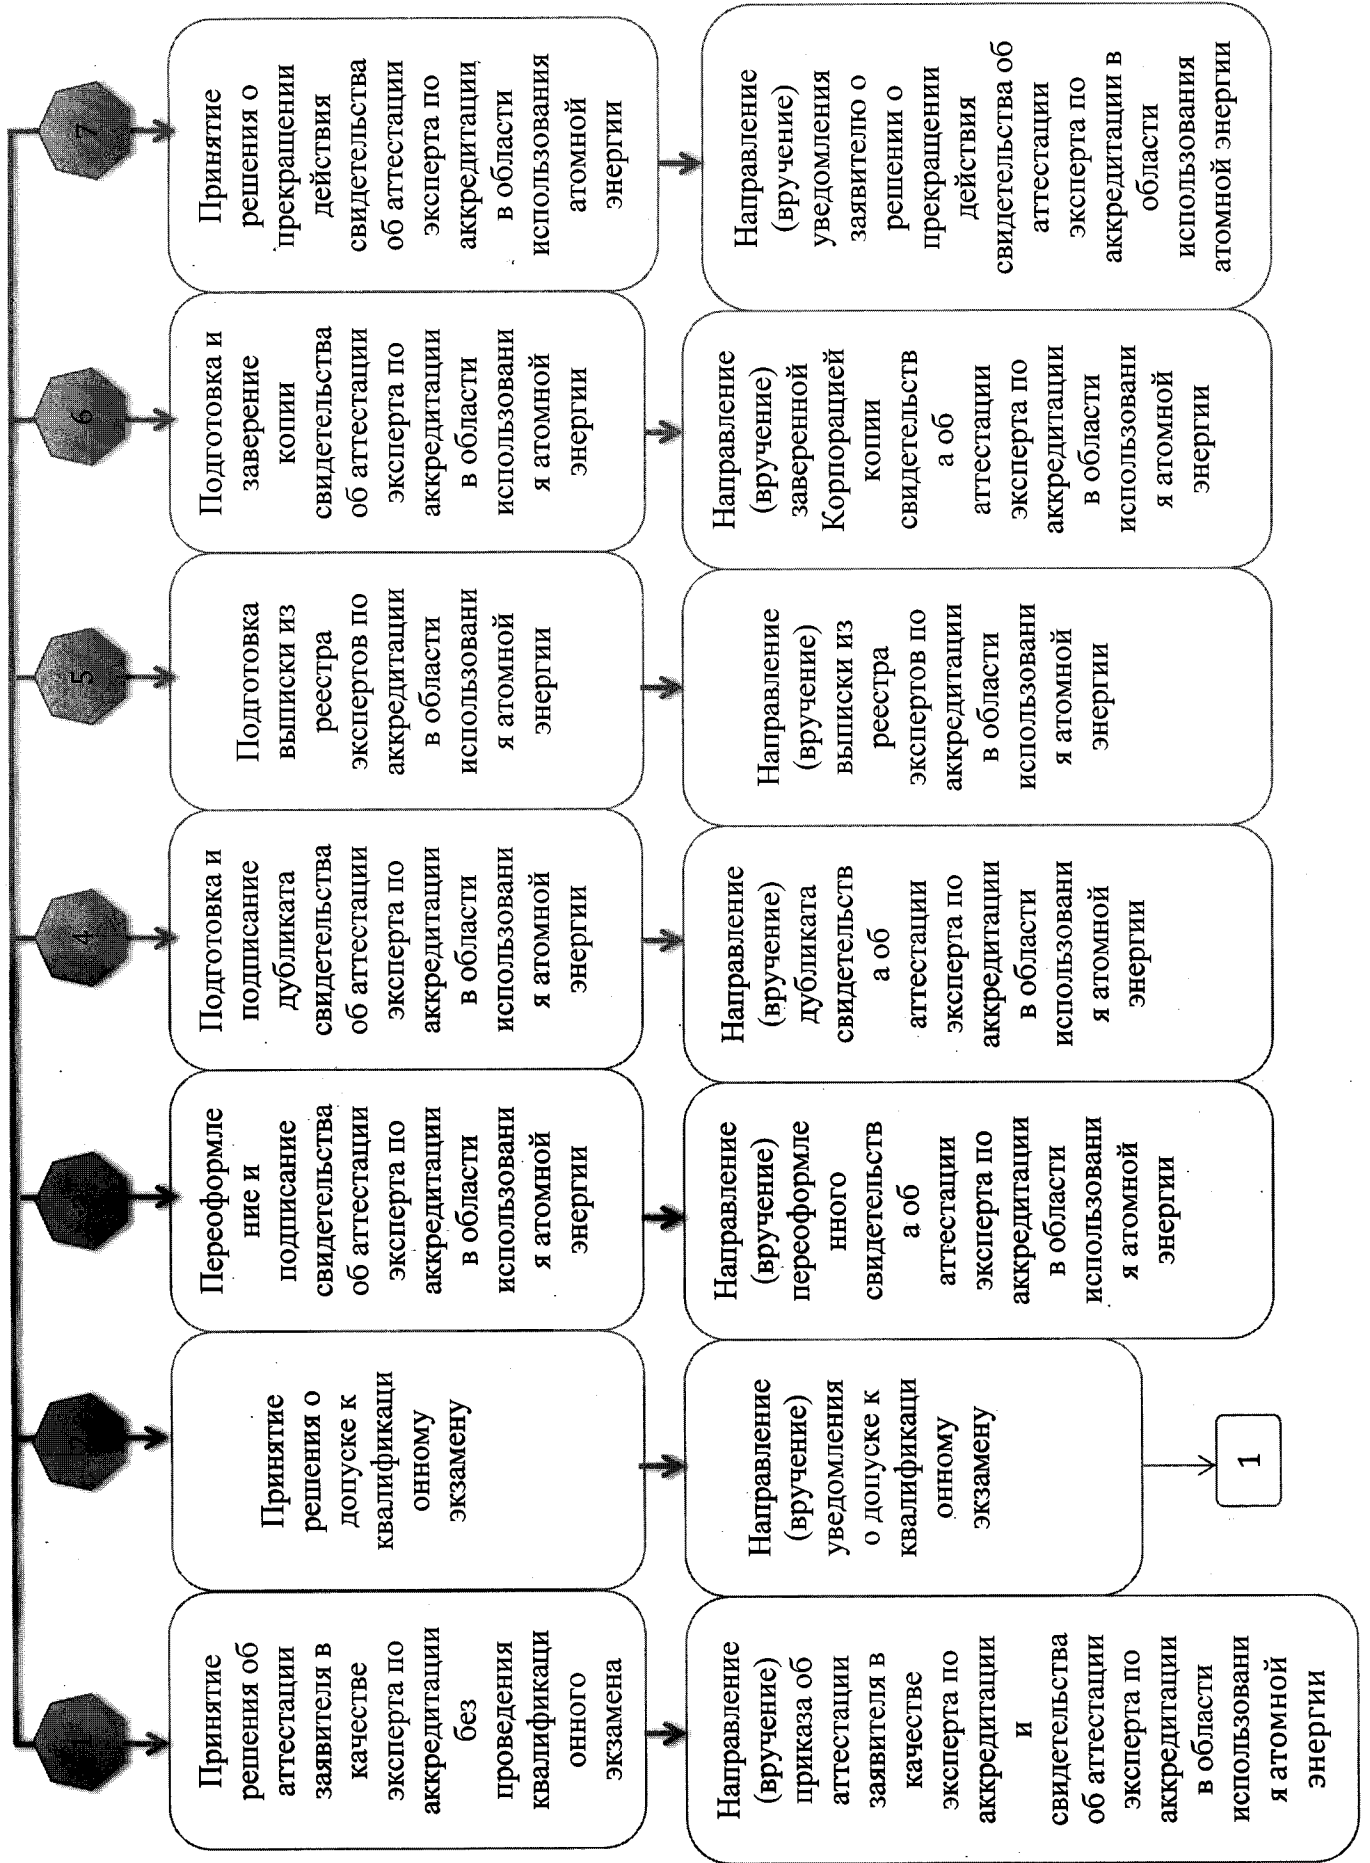 1
2
4
5
6
7
Принятие
решения об
аттестации
заявителя в
качестве
эксперта по
аккредитации
без
проведения
квалификаци
онного
экзамена
Принятие
решения о
допуске к
квалификаци
онному
экзамену
Переоформле
ние и
подписание
свидетельства
об аттестации
эксперта по
аккредитации
в области
использовани
я атомной
энергии
Подготовка и
подписание
дубликата
свидетельства
об аттестации
эксперта по
аккредитации
в области
использовани
я атомной
энергии
Подготовка
выписки из
реестра
экспертов по
аккредитации
в области
использовани
я атомной
энергии
Подготовка и
заверение
копии
свидетельства
об аттестации
эксперта по
аккредитации
в области
использовани
я атомной
энергии
Принятие
решения о
прекращении
действия
свидетельства
об аттестации
эксперта по
аккредитации
в области
использования
атомной
энергии
Направление
(вручение)
приказа об
аттестации
заявителя в
качестве
эксперта по
аккредитации
и
свидетельства
об аттестации
эксперта по
аккредитации
в области
использовани
я атомной
энергии
Направление
(вручение)
уведомления
о допуске к
квалификаци
онному
экзамену
1
Направление
(вручение)
переоформле
нного
свидетельств
а об
аттестации
эксперта по
аккредитации
в области
использовани
я атомной
энергии
Направление
(вручение)
дубликата
свидетельств
а об
аттестации
эксперта по
аккредитации
в области
использовани
я атомной
энергии
Направление
(вручение)
выписки из
реестра
экспертов по
аккредитации
в области
использовани
я атомной
энергии
Направление
(вручение)
заверенной
Корпорацией
копии
свидетельств
а об
аттестации
эксперта по
аккредитации
в области
использовани
я атомной
энергии
Направление
(вручение)
уведомления
заявителю о
решении о
прекращении
действия
свидетельства об
аттестации
эксперта по
аккредитации в
области
использования
атомной энергии